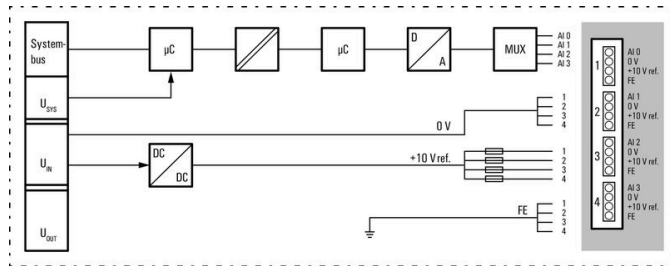 System-
bus
µC
µC
D
A
MUX
AI 0
AI 1
AI 2
AI 3
U SYS
0 V
1
2
3
4
U IN
DC
DC
+10 V ref.
1
2
3
4
U OUT
FE
1
2
3
4
1
AI 0
0 V
+10 V ref.
FE
2
AI 1
0 V
+10 V ref.
FE
3
AI 2
0 V
+10 V ref.
FE
4
AI 3
0 V
+10 V ref.
FE